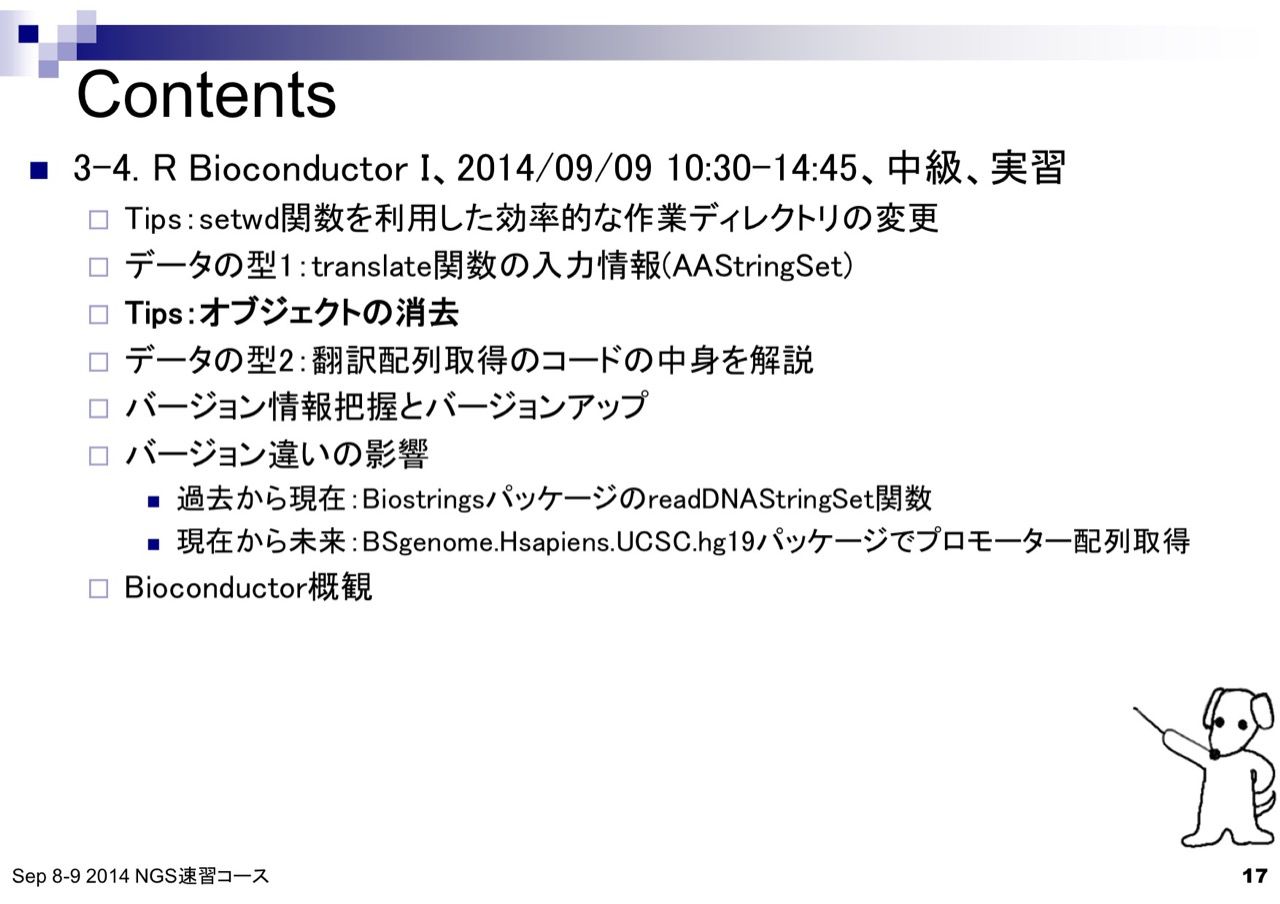 Contents
3-4. R Bioconductor I、2014/09/09 10:30-14:45、中級、実習
Tips:setwd関数を利用した効率的な作業ディレクトリの変更
データの型1:translate関数の入力情報(AAStringSet)
Tips:オブジェクトの消去
データの型2:翻訳配列取得のコードの中身を解説
バージョン情報把握とバージョンアップ
バージョン違いの影響
過去から現在:BiostringsパッケージのreadDNAStringSet関数
現在から未来:BSgenome.Hsapiens.UCSC.hg19パッケージでプロモーター配列取得
Bioconductor概観
Sep 8-9 2014 NGS速習コース
17